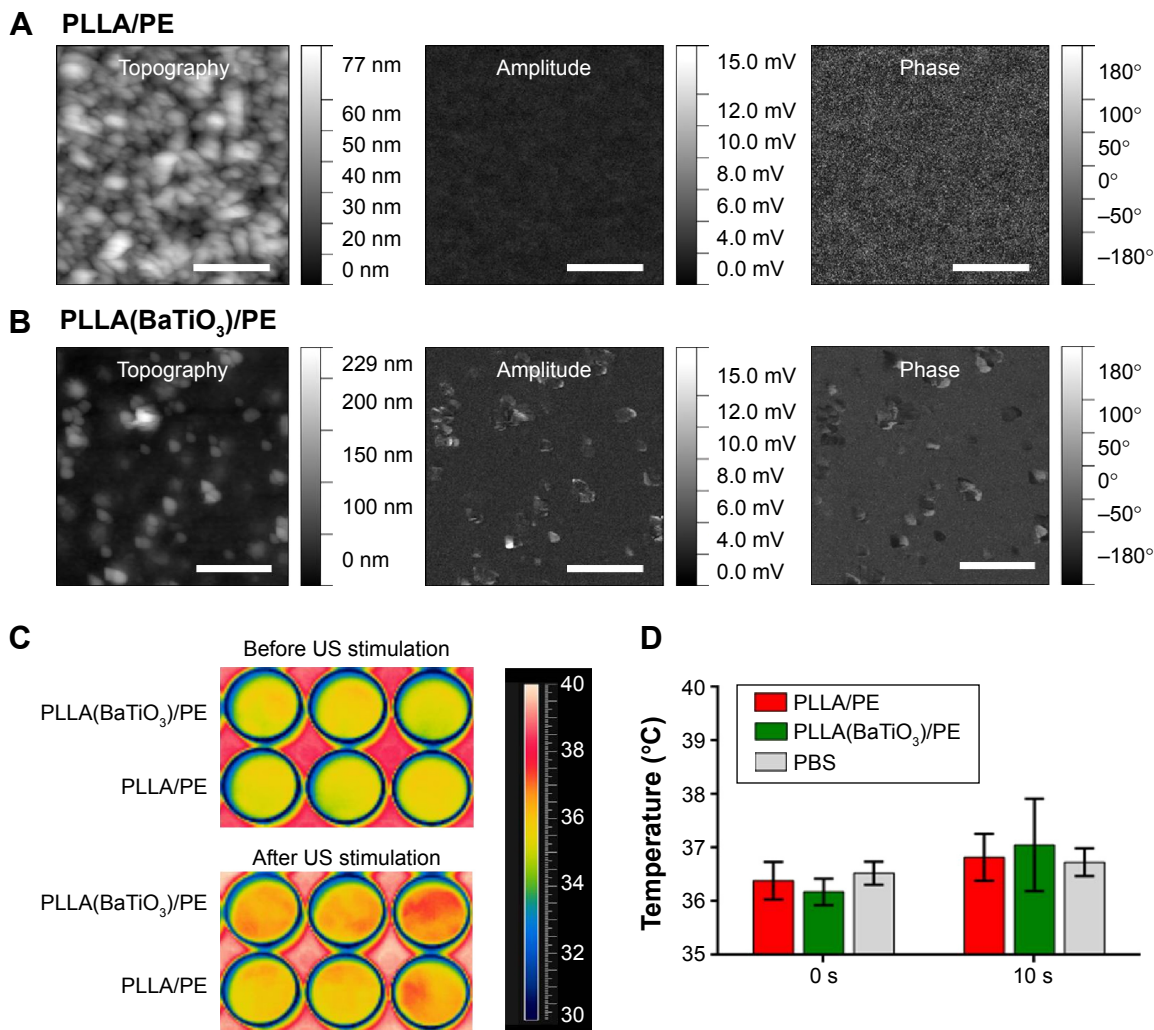 A PLLA/PE
Topography
77 nm
60 nm
50 nm
40 nm
30 nm
20 nm
0 nm
Amplitude
15.0 mV
12.0 mV
10.0 mV
8.0 mV
6.0 mV
4.0 mV
0.0 mV
Phase
180°
100°
50°
0°
–50°
–180°
B PLLA(BaTiO₃)/PE
Topography
229 nm
200 nm
150 nm
100 nm
0 nm
Amplitude
15.0 mV
12.0 mV
10.0 mV
8.0 mV
6.0 mV
4.0 mV
0.0 mV
Phase
180°
100°
50°
0°
–50°
–180°
C
Before US stimulation
PLLA(BaTiO₃)/PE
PLLA/PE
After US stimulation
PLLA(BaTiO₃)/PE
PLLA/PE
40
38
36
34
32
30
D
Temperature (°C)
40
39
38
37
36
35
PLLA/PE
PLLA(BaTiO₃)/PE
PBS
0 s
10 s